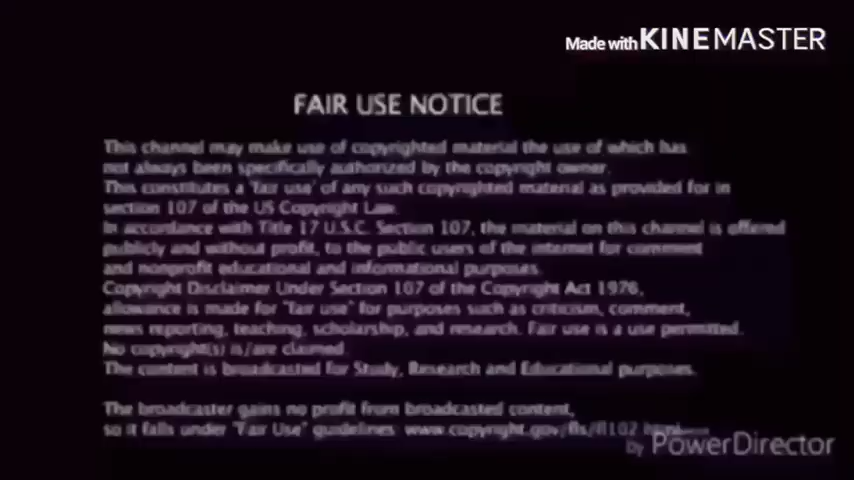 Made with KINEMASTER
FAIR USE NOTICE
This channel may make use of copyrighted material the use of which has
not always been specifically authorized by the copyright owner.
This constitutes a 'fair use' of any such copyrighted material as provided for in
section 107 of the US Copyright Law.
In accordance with Title 17 U.S.C. Section 107, the material on this channel is offered
publicly and without profit, to the public users of the internet for comment
and nonprofit educational and informational purposes.
Copyright Disclaimer Under Section 107 of the Copyright Act 1976,
allowance is made for "fair use" for purposes such as criticism, comment,
news reporting, teaching, scholarship, and research. Fair use is a use permitted.
No copyright(s) is/are claimed.
The content is broadcasted for Study, Research and Educational purposes.
The broadcaster gains no profit from broadcasted content,
so it falls under "Fair Use" guidelines www.copyright.gov/fls/fl102.html
by PowerDirector